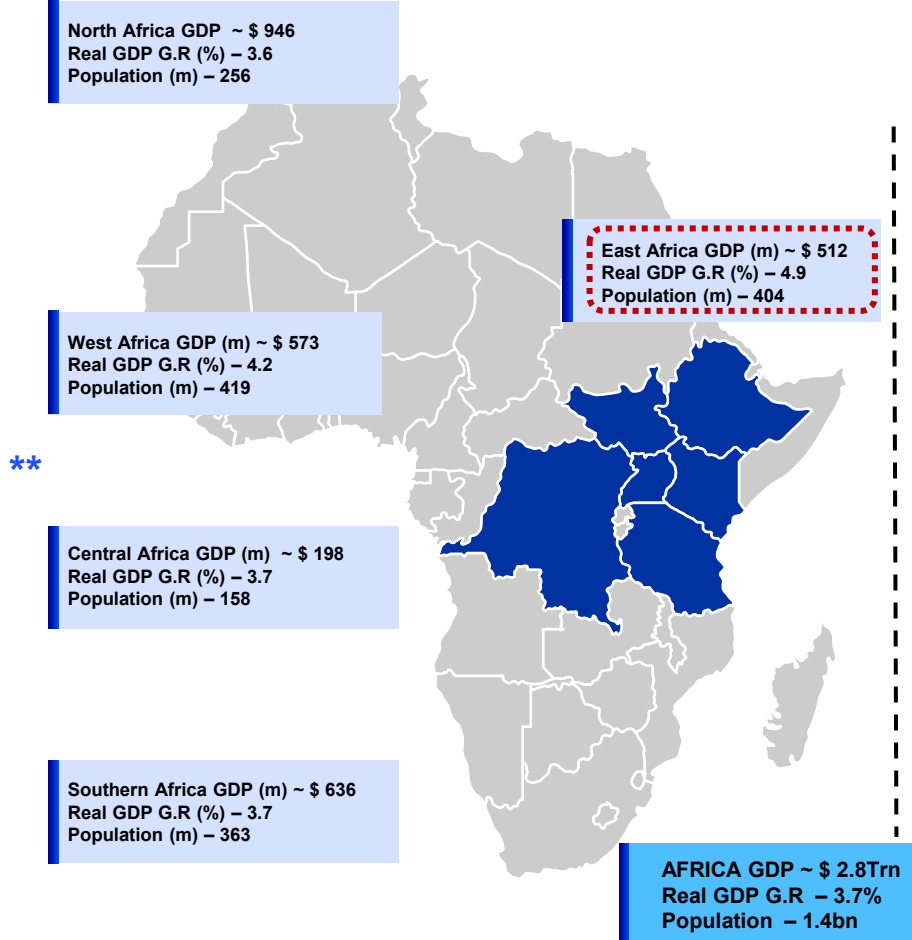 North Africa GDP ~ $ 946
Real GDP G.R (%) – 3.6
Population (m) – 256
East Africa GDP (m) ~ $ 512
Real GDP G.R (%) – 4.9
Population (m) – 404
West Africa GDP (m) ~ $ 573
Real GDP G.R (%) – 4.2
Population (m) – 419
**
Central Africa GDP (m) ~ $ 198
Real GDP G.R (%) – 3.7
Population (m) – 158
Southern Africa GDP (m) ~ $ 636
Real GDP G.R (%) – 3.7
Population (m) – 363
AFRICA GDP ~ $ 2.8Trn
Real GDP G.R – 3.7%
Population – 1.4bn